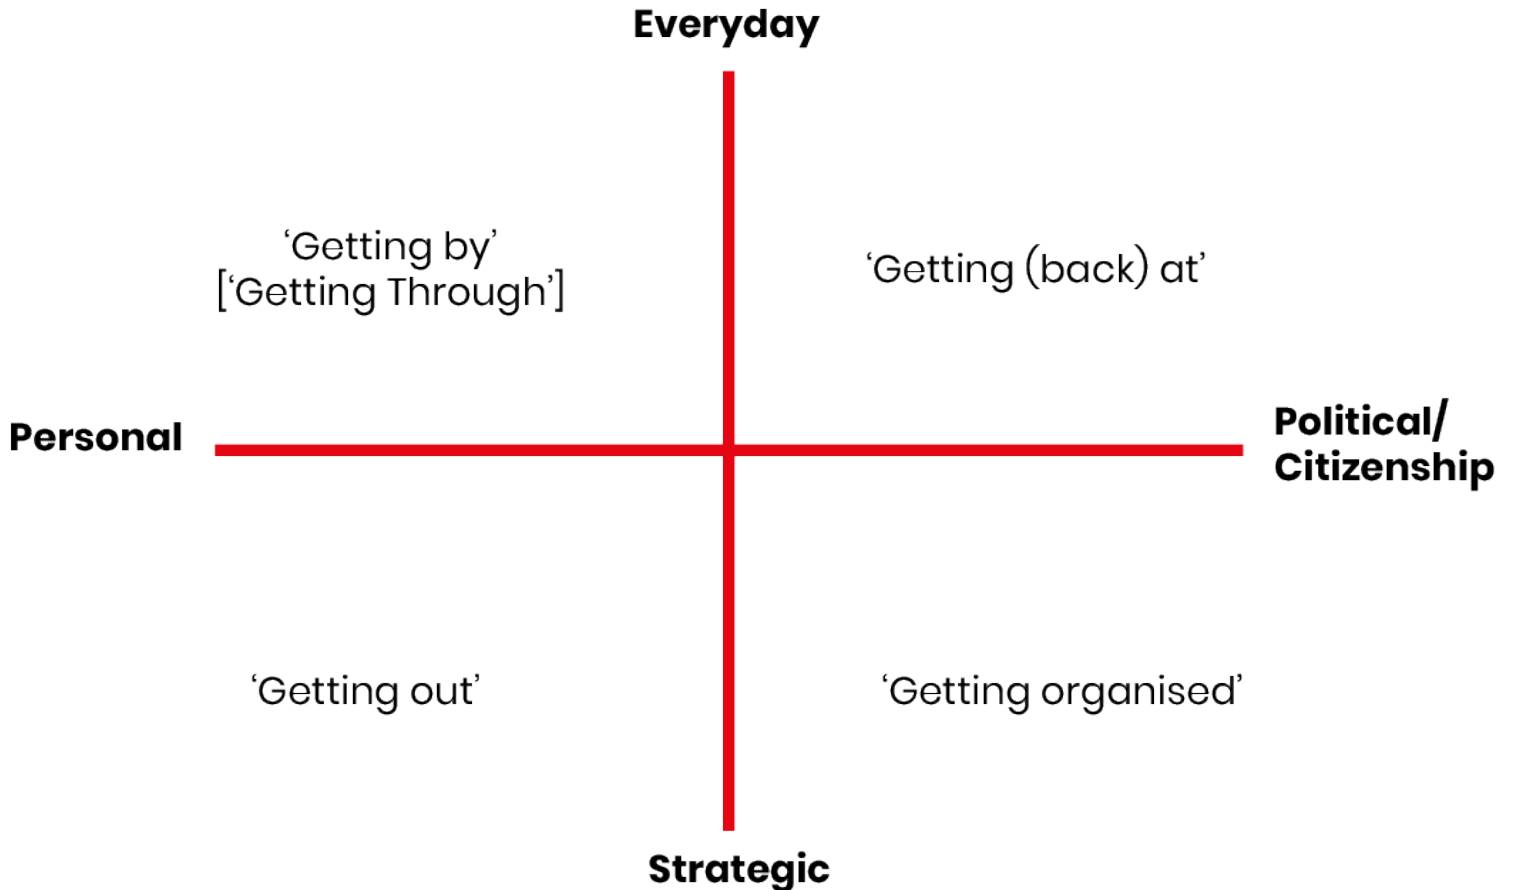 Everyday
‘Getting by’
[‘Getting Through’]
‘Getting (back) at’
Personal
Political/
Citizenship
‘Getting out’
‘Getting organised’
Strategic